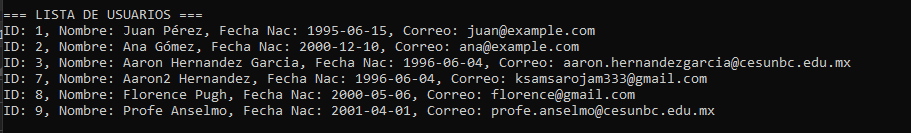 === LISTA DE USUARIOS ===
ID: 1, Nombre: Juan Pérez, Fecha Nac: 1995-06-15, Correo: juan@example.com
ID: 2, Nombre: Ana Gómez, Fecha Nac: 2000-12-10, Correo: ana@example.com
ID: 3, Nombre: Aaron Hernandez Garcia, Fecha Nac: 1996-06-04, Correo: aaron.hernandezgarcia@cesunbc.edu.mx
ID: 7, Nombre: Aaron2 Hernandez, Fecha Nac: 1996-06-04, Correo: ksamsarojam333@gmail.com
ID: 8, Nombre: Florence Pugh, Fecha Nac: 2000-05-06, Correo: florence@gmail.com
ID: 9, Nombre: Profe Anselmo, Fecha Nac: 2001-04-01, Correo: profe.anselmo@cesunbc.edu.mx